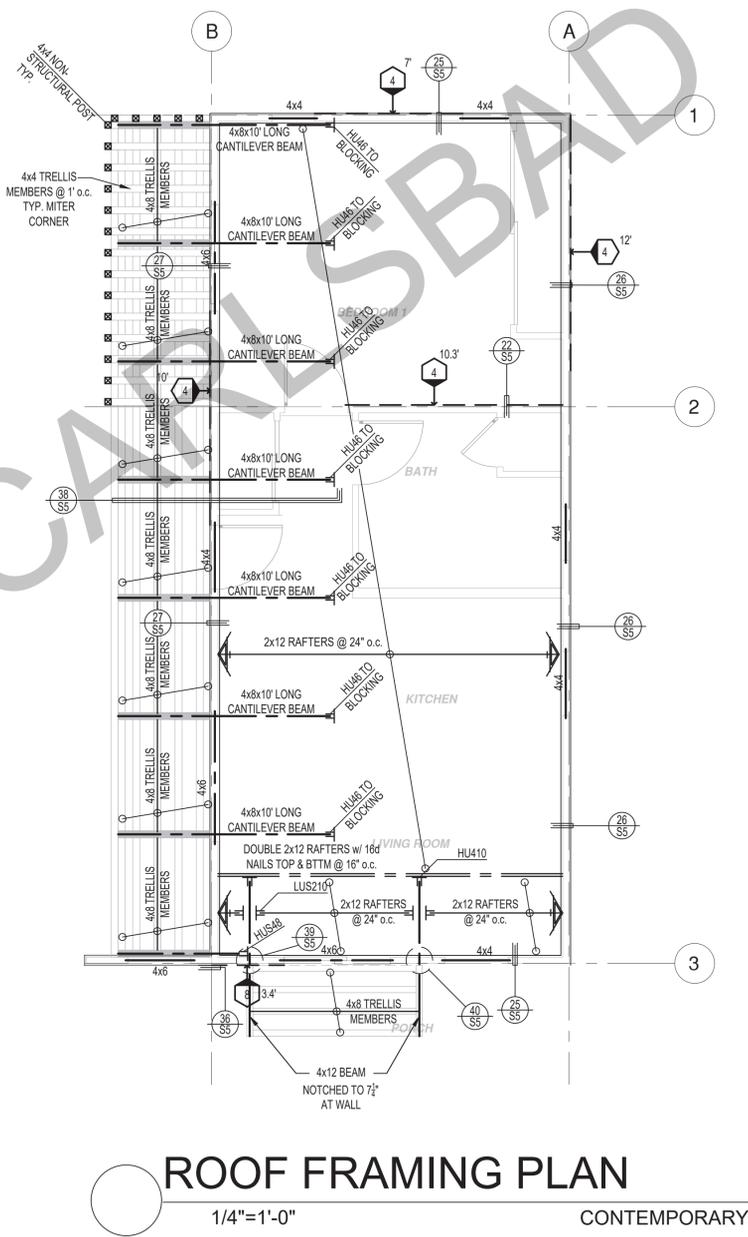 B
A
7'
4
25
S5
4x4 NON-
STRUCTURAL POST
TYP.
4x4
4x4
1
4x8x10' LONG
CANTILEVER BEAM
HU46 TO
BLOCKING
4x4 TRELLIS
MEMBERS @ 1' o.c.
TYP. MITER
CORNER
4x8 TRELLIS
MEMBERS
4x8x10' LONG
CANTILEVER BEAM
HU46 TO
BLOCKING
12'
4
27
S5
4x6
26
S5
4x8 TRELLIS
MEMBERS
BEDROOM 1
4x8x10' LONG
CANTILEVER BEAM
HU46 TO
BLOCKING
22
S5
10.3'
4
10'
4
2
4x8 TRELLIS
MEMBERS
4x8x10' LONG
CANTILEVER BEAM
HU46 TO
BLOCKING
BATH
38
S5
4x8 TRELLIS
MEMBERS
4x4
4x4
4x8x10' LONG
CANTILEVER BEAM
HU46 TO
BLOCKING
27
S5
26
S5
2x12 RAFTERS @ 24" o.c.
4x8 TRELLIS
MEMBERS
4x4
4x8x10' LONG
CANTILEVER BEAM
HU46 TO
BLOCKING
KITCHEN
4x8 TRELLIS
MEMBERS
4x6
4x8x10' LONG
CANTILEVER BEAM
HU46 TO
BLOCKING
26
S5
LIVING ROOM
DOUBLE 2x12 RAFTERS w/ 16d
NAILS TOP & BTTM @ 16" o.c.
HU410
4x8 TRELLIS
MEMBERS
LUS210
2x12 RAFTERS
@ 24" o.c.
2x12 RAFTERS
@ 24" o.c.
HUS48
39
S5
4x6
4x4
3
4x6
8
3.4'
36
S5
4x8 TRELLIS
MEMBERS
PORCH
40
S5
25
S5
4x12 BEAM
NOTCHED TO 7¼"
AT WALL
CARLSBAD
ROOF FRAMING PLAN
1/4"=1'-0"
CONTEMPORARY